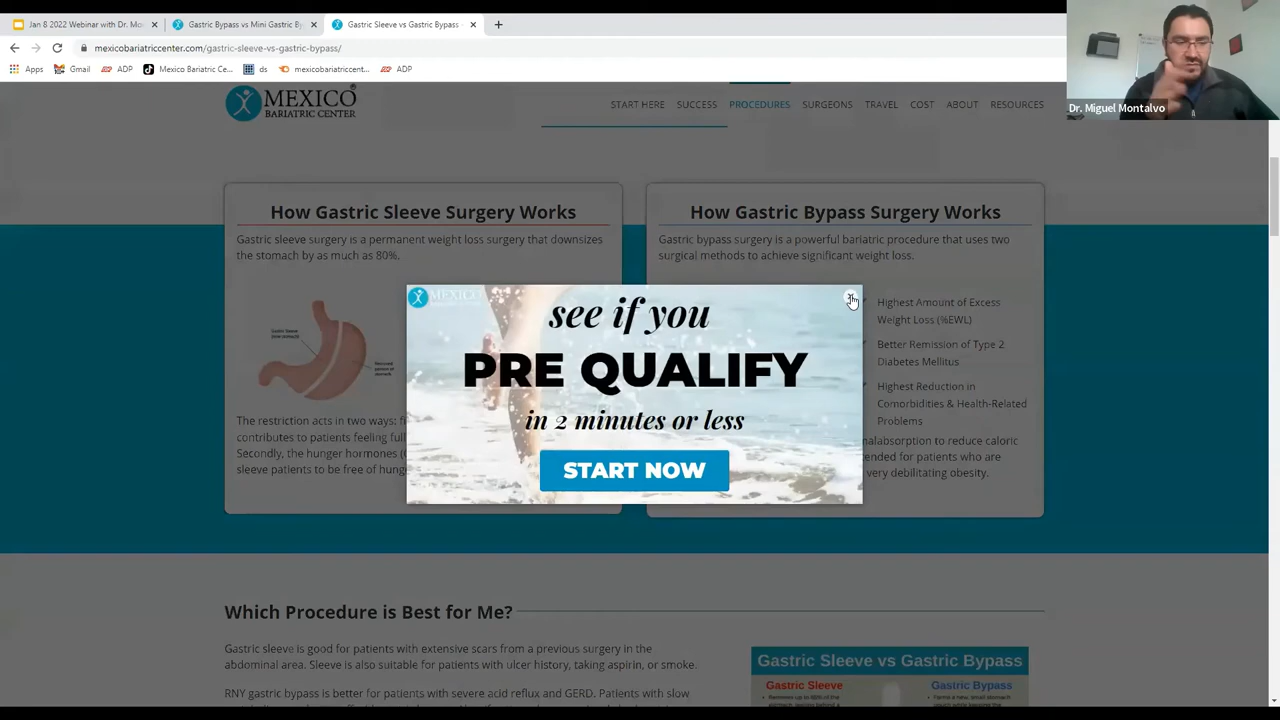 Jan 8 2022 Webinar with Dr. Mo
Gastric Bypass vs Mini Gastric By
Gastric Sleeve vs Gastric Bypass
mexicobariatriccenter.com/gastric-sleeve-vs-gastric-bypass/
Apps Gmail ADP Mexico Bariatric Ce... ds mexicobariatriccent... ADP
Dr. Miguel Montalvo
MEXICO
BARIATRIC CENTER
START HERE SUCCESS PROCEDURES SURGEONS TRAVEL COST ABOUT RESOURCES
How Gastric Sleeve Surgery Works
Gastric sleeve surgery is a permanent weight loss surgery that downsizes
the stomach by as much as 80%.
The restriction acts in two ways:
contributes to patients feeling full
Secondly, the hunger hormones
sleeve patients to be free of hung
How Gastric Bypass Surgery Works
Gastric bypass surgery is a powerful bariatric procedure that uses two
surgical methods to achieve significant weight loss.
Highest Amount of Excess
Weight Loss (%EWL)
Better Remission of Type 2
Diabetes Mellitus
Highest Reduction in
Comorbidities & Health-Related
Problems
malabsorption to reduce caloric
ended for patients who are
very debilitating obesity.
MEXICO
see if you
PRE QUALIFY
in 2 minutes or less
START NOW
Which Procedure is Best for Me?
Gastric sleeve is good for patients with extensive scars from a previous surgery in the
abdominal area. Sleeve is also suitable for patients with ulcer history, taking aspirin, or smoke.
RNY gastric bypass is better for patients with severe acid reflux and GERD. Patients with slow
Gastric Sleeve vs Gastric Bypass
Gastric Sleeve Gastric Bypass